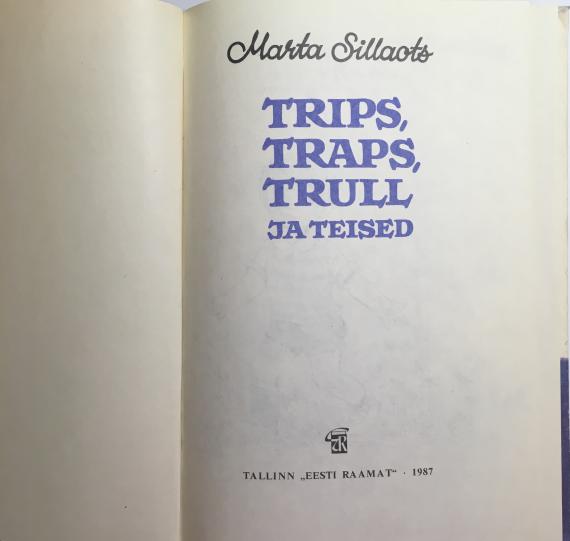 Marta Sillaots
TRIPS,
TRAPS,
TRULL
JA TEISED
TALLINN „EESTI RAAMAT“ · 1987